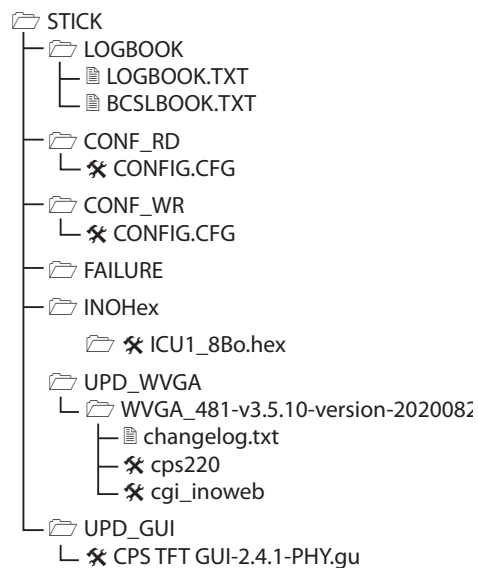 STICK
LOGBOOK
LOGBOOK.TXT
BCSLBOOK.TXT
CONF_RD
CONFIG.CFG
CONF_WR
CONFIG.CFG
FAILURE
INOHex
ICU1_8Bo.hex
UPD_WVGA
WVGA_481-v3.5.10-version-2020082
changelog.txt
cps220
cgi_inoweb
UPD_GUI
CPS TFT GUI-2.4.1-PHY.gu